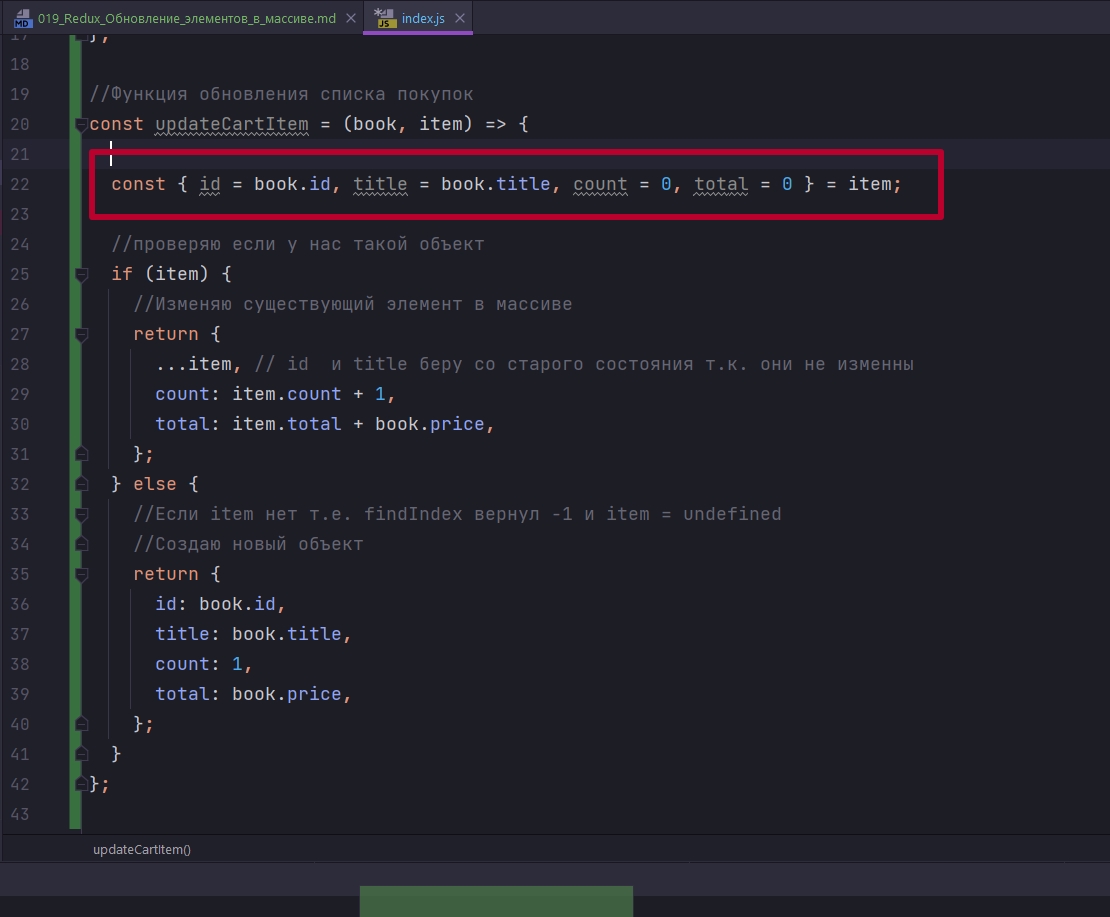 MD 019_Redux_Обновление_элементов_в_массиве.md JS index.js
17 };
18
19 //Функция обновления списка покупок
20 const updateCartItem = (book, item) => {
21
22 const { id = book.id, title = book.title, count = 0, total = 0 } = item;
23
24 //проверяю если у нас такой объект
25 if (item) {
26 //Изменяю существующий элемент в массиве
27 return {
28 ...item, // id  и title беру со старого состояния т.к. они не изменны
29 count: item.count + 1,
30 total: item.total + book.price,
31 };
32 } else {
33 //Если item нет т.е. findIndex вернул -1 и item = undefined
34 //Создаю новый объект
35 return {
36 id: book.id,
37 title: book.title,
38 count: 1,
39 total: book.price,
40 };
41 }
42 };
43
updateCartItem()